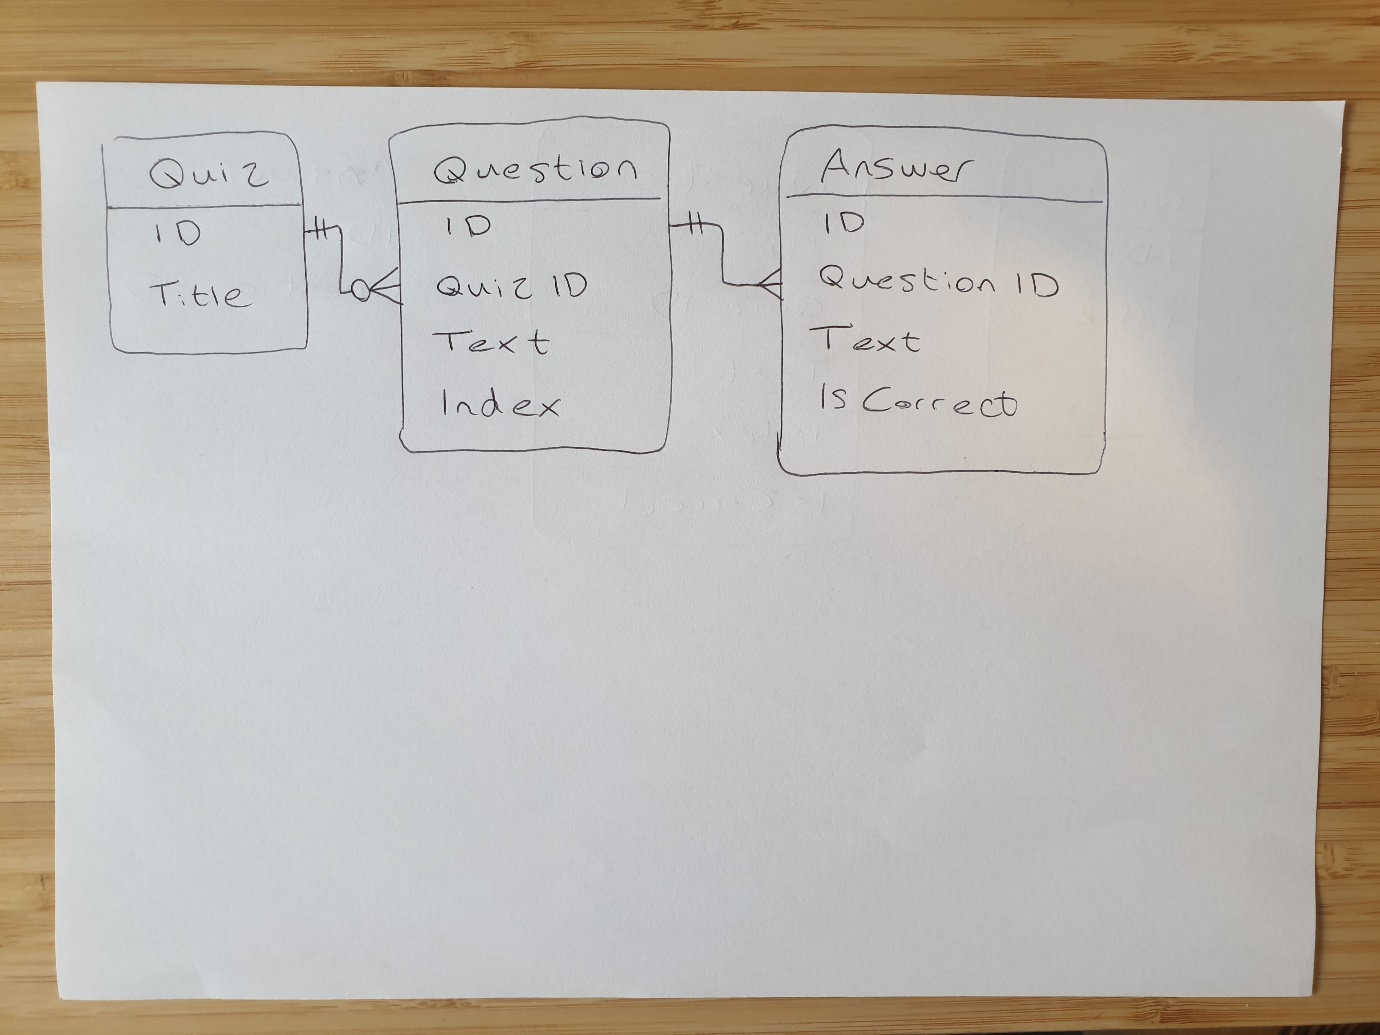 Quiz
ID
Title
Question
ID
Quiz ID
Text
Index
Answer
ID
Question ID
Text
Is Correct